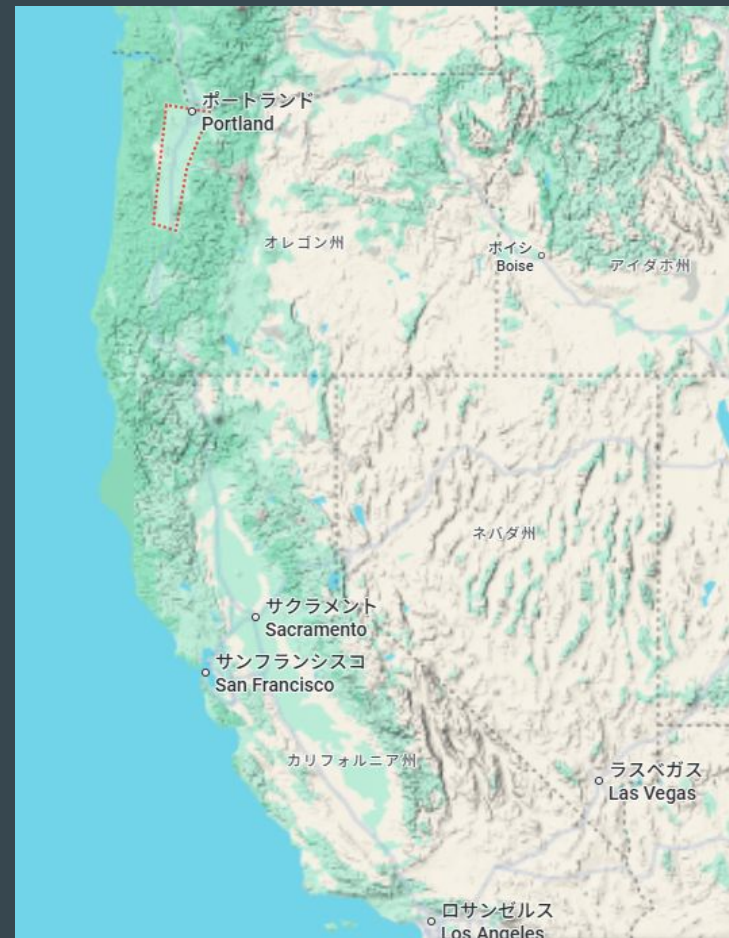 ポートランド
Portland
オレゴン州
ボイシ
Boise
アイダホ州
ネバダ州
サクラメント
Sacramento
サンフランシスコ
San Francisco
カリフォルニア州
ラスベガス
Las Vegas
ロサンゼルス
Los Angeles